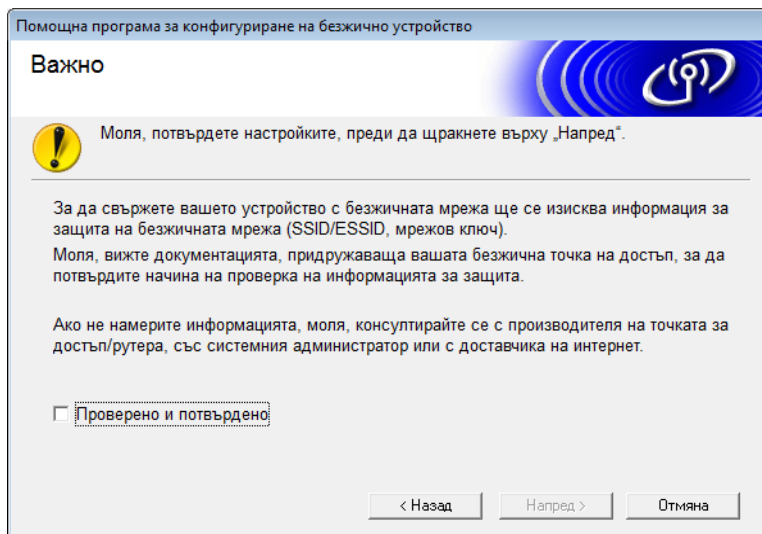 Помощна програма за конфигуриране на безжично устройство
Важно
Моля, потвърдете настройките, преди да щракнете върху „Напред“.
За да свържете вашето устройство с безжичната мрежа ще се изисква информация за
защита на безжичната мрежа (SSID/ESSID, мрежов ключ).
Моля, вижте документацията, придружаваща вашата безжична точка на достъп, за да
потвърдите начина на проверка на информацията за защита.
Ако не намерите информацията, моля, консултирайте се с производителя на точката за
достъп/рутера, със системния администратор или с доставчика на интернет.
Проверено и потвърдено
< Назад
Напред >
Отмяна